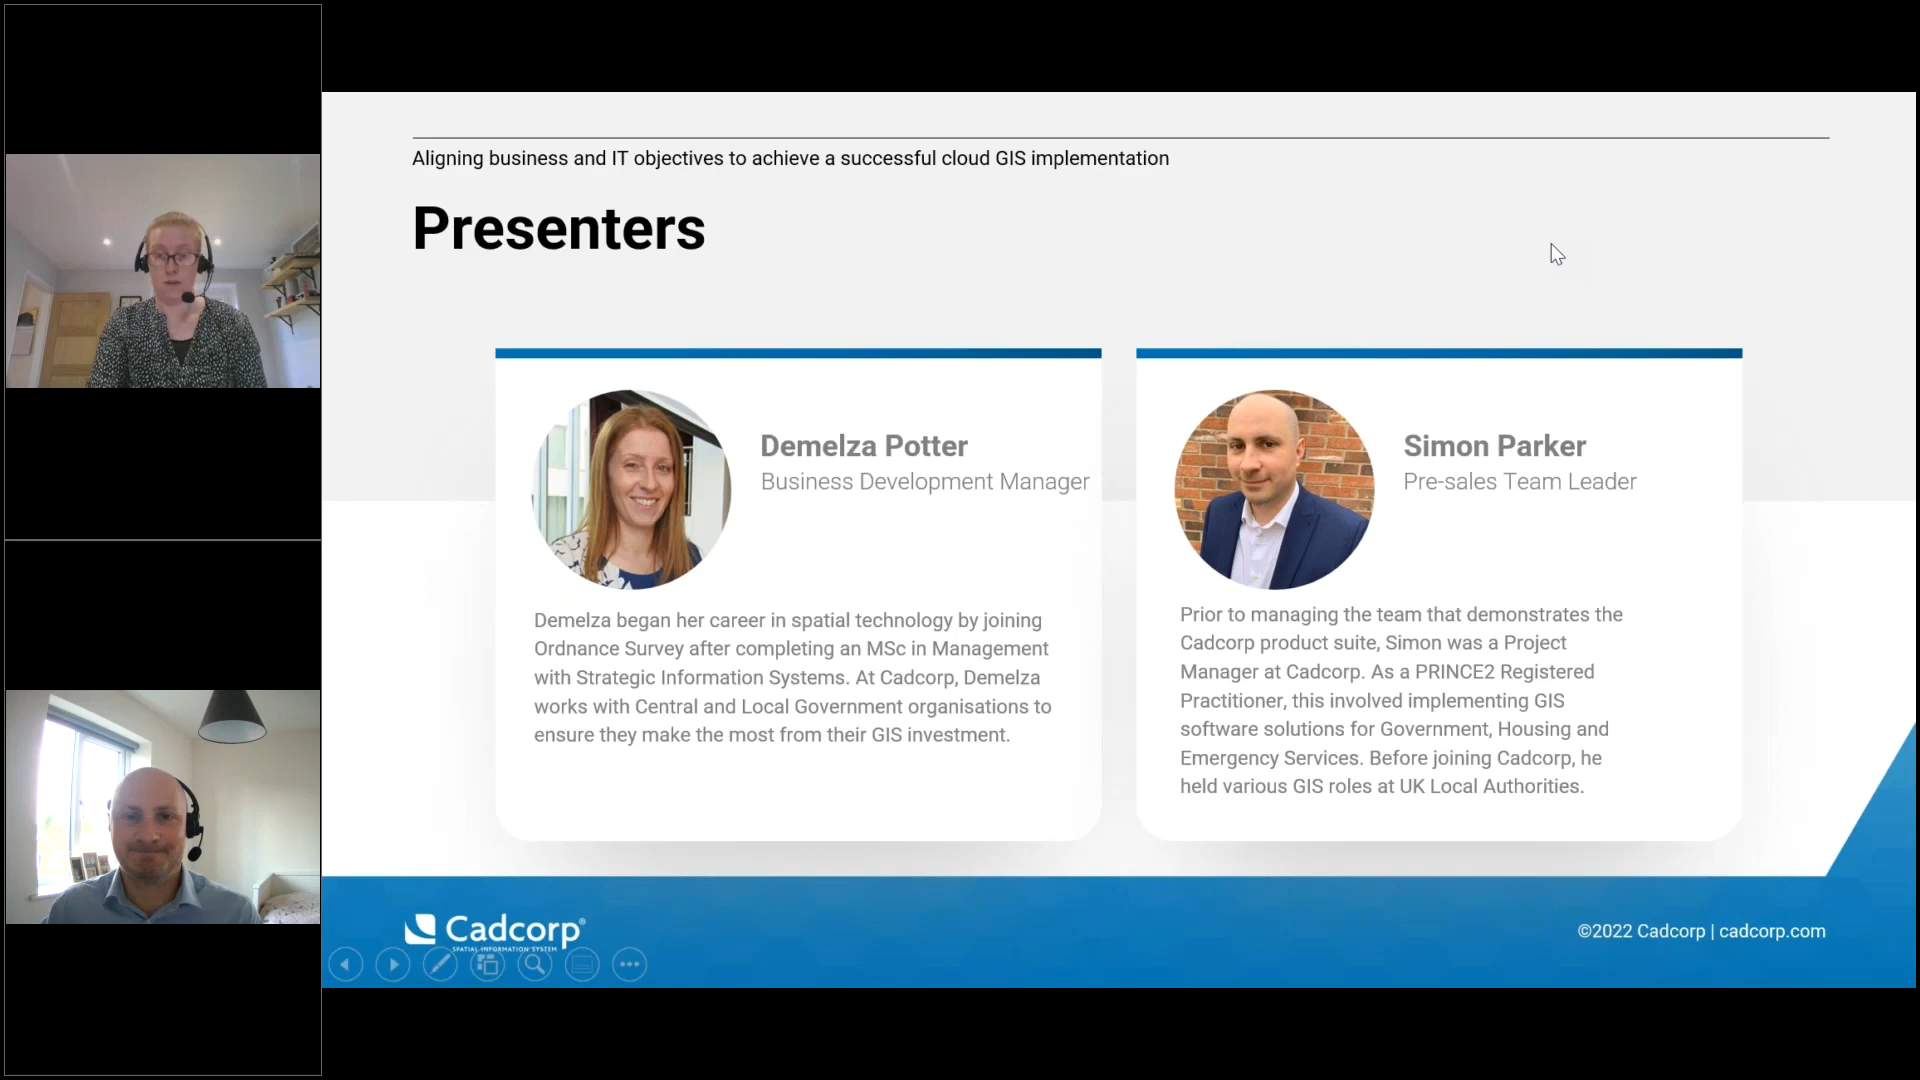 Aligning business and IT objectives to achieve a successful cloud GIS implementation
Presenters
Demelza Potter
Business Development Manager
Demelza began her career in spatial technology by joining
Ordnance Survey after completing an MSc in Management
with Strategic Information Systems. At Cadcorp, Demelza
works with Central and Local Government organisations to
ensure they make the most from their GIS investment.
Simon Parker
Pre-sales Team Leader
Prior to managing the team that demonstrates the
Cadcorp product suite, Simon was a Project
Manager at Cadcorp. As a PRINCE2 Registered
Practitioner, this involved implementing GIS
software solutions for Government, Housing and
Emergency Services. Before joining Cadcorp, he
held various GIS roles at UK Local Authorities.
Cadcorp®
SPATIAL INFORMATION SYSTEM
©2022 Cadcorp | cadcorp.com